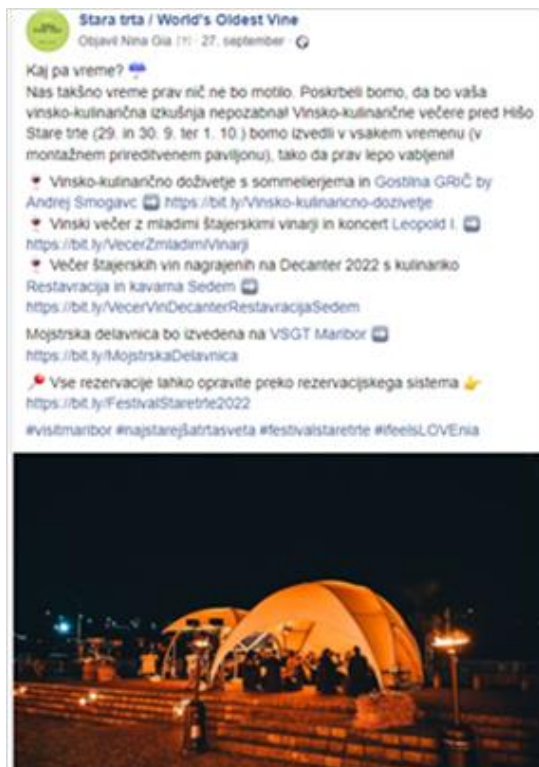 Stara trta / World's Oldest Vine
Objavil Nina Gia · 27. september ·
Kaj pa vreme?
Nas takšno vreme prav nič ne bo motilo. Poskrbeli bomo, da bo vaša
vinsko-kulinarična izkušnja nepozabna! Vinsko-kulinarične večere pred Hišo
Stare trte (29. in 30. 9. ter 1. 10.) bomo izvedli v vsakem vremenu (v
montažnem prireditvenem paviljonu), tako da prav lepo vabljeni!
🍷 Vinsko-kulinarično doživetje s sommelierjema in Gostilna GRIČ by
Andrej Smogavc ➡ https://bit.ly/Vinsko-kulinaricno-dozivetje
🍷 Vinski večer z mladimi štajerskimi vinarji in koncert Leopold I. ➡
https://bit.ly/VecerZmladimiVinarji
🍷 Večer štajerskih vin nagrajenih na Decanter 2022 s kulinariko
Restavracija in kavarna Sedem ➡
https://bit.ly/VecerVinDecanterRestavracijaSedem
Mojstrska delavnica bo izvedena na VSGT Maribor ➡
https://bit.ly/MojstrskaDelavnica
📍 Vse rezervacije lahko opravite preko rezervacijskega sistema 👉
https://bit.ly/FestivalStaretrte2022
#visitmaribor #najstarejšatrtasveta #festivalstaretrte #ifeelsLOVEnia